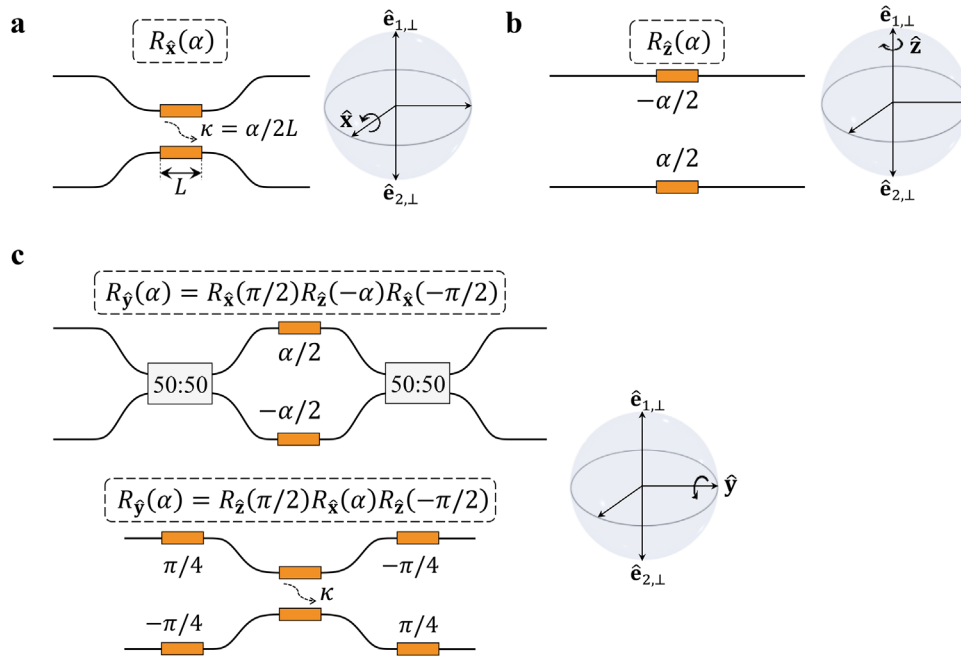 a
R_x̂(α)
κ = α/2L
L
ê_{1,⊥}
x̂
ê_{2,⊥}
b
R_ẑ(α)
−α/2
α/2
ê_{1,⊥}
ẑ
ê_{2,⊥}
c
R_ŷ(α) = R_x̂(π/2)R_ẑ(−α)R_x̂(−π/2)
50:50
α/2
−α/2
50:50
R_ŷ(α) = R_ẑ(π/2)R_x̂(α)R_ẑ(−π/2)
π/4
−π/4
κ
−π/4
π/4
ê_{1,⊥}
ŷ
ê_{2,⊥}